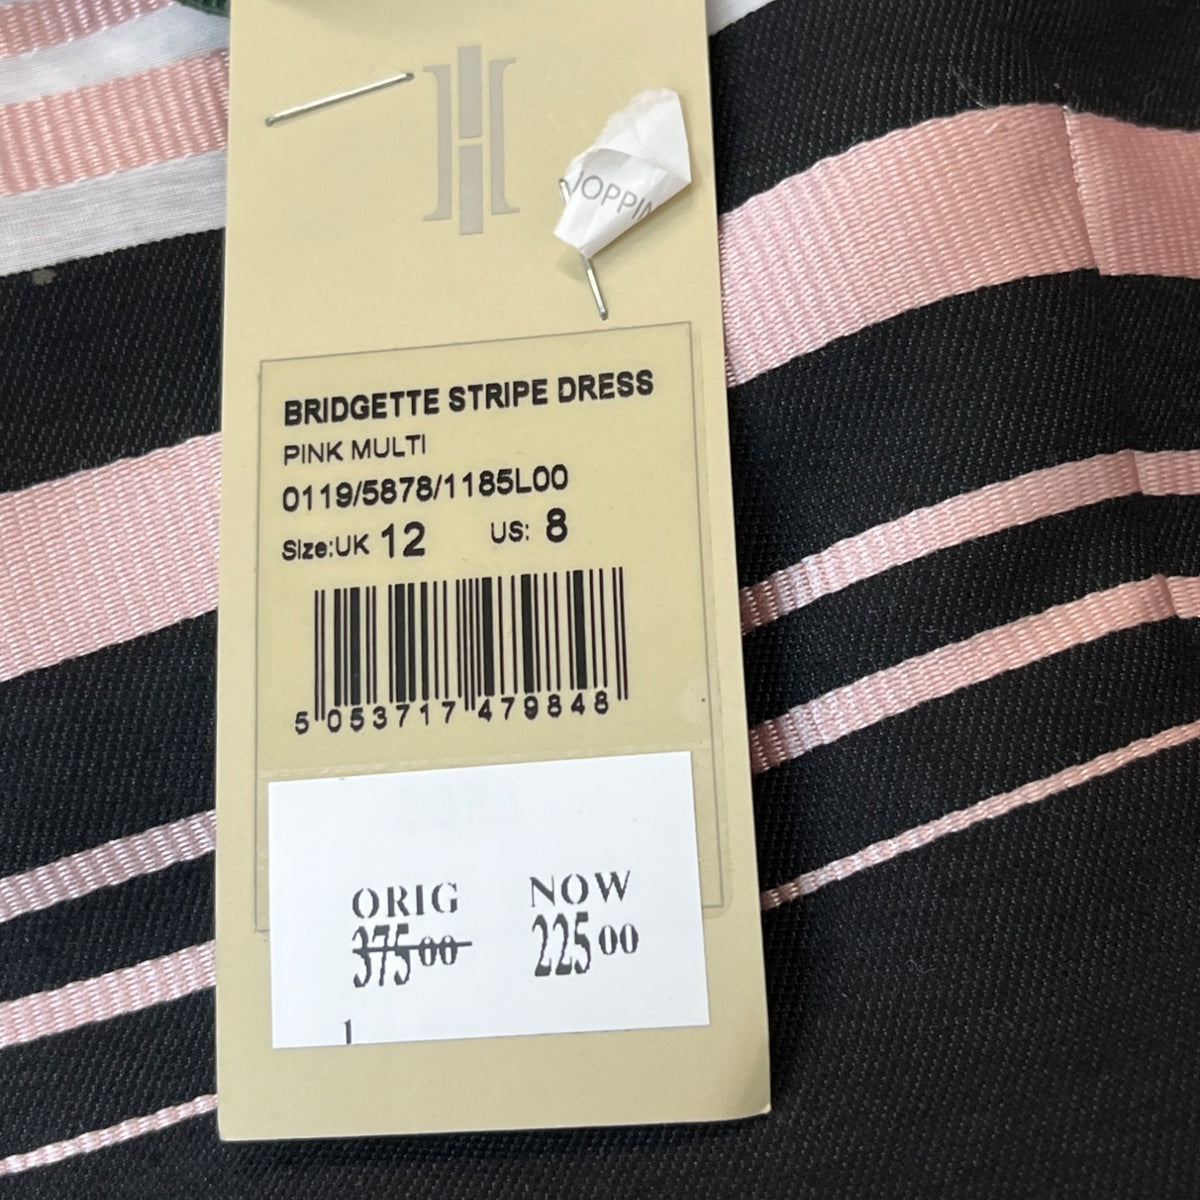 BRIDGETTE STRIPE DRESS
PINK MULTI
0119/5878/1185L00
Size:UK 12 US: 8
5 053717 479848
ORIG NOW
375 00 225 00
1